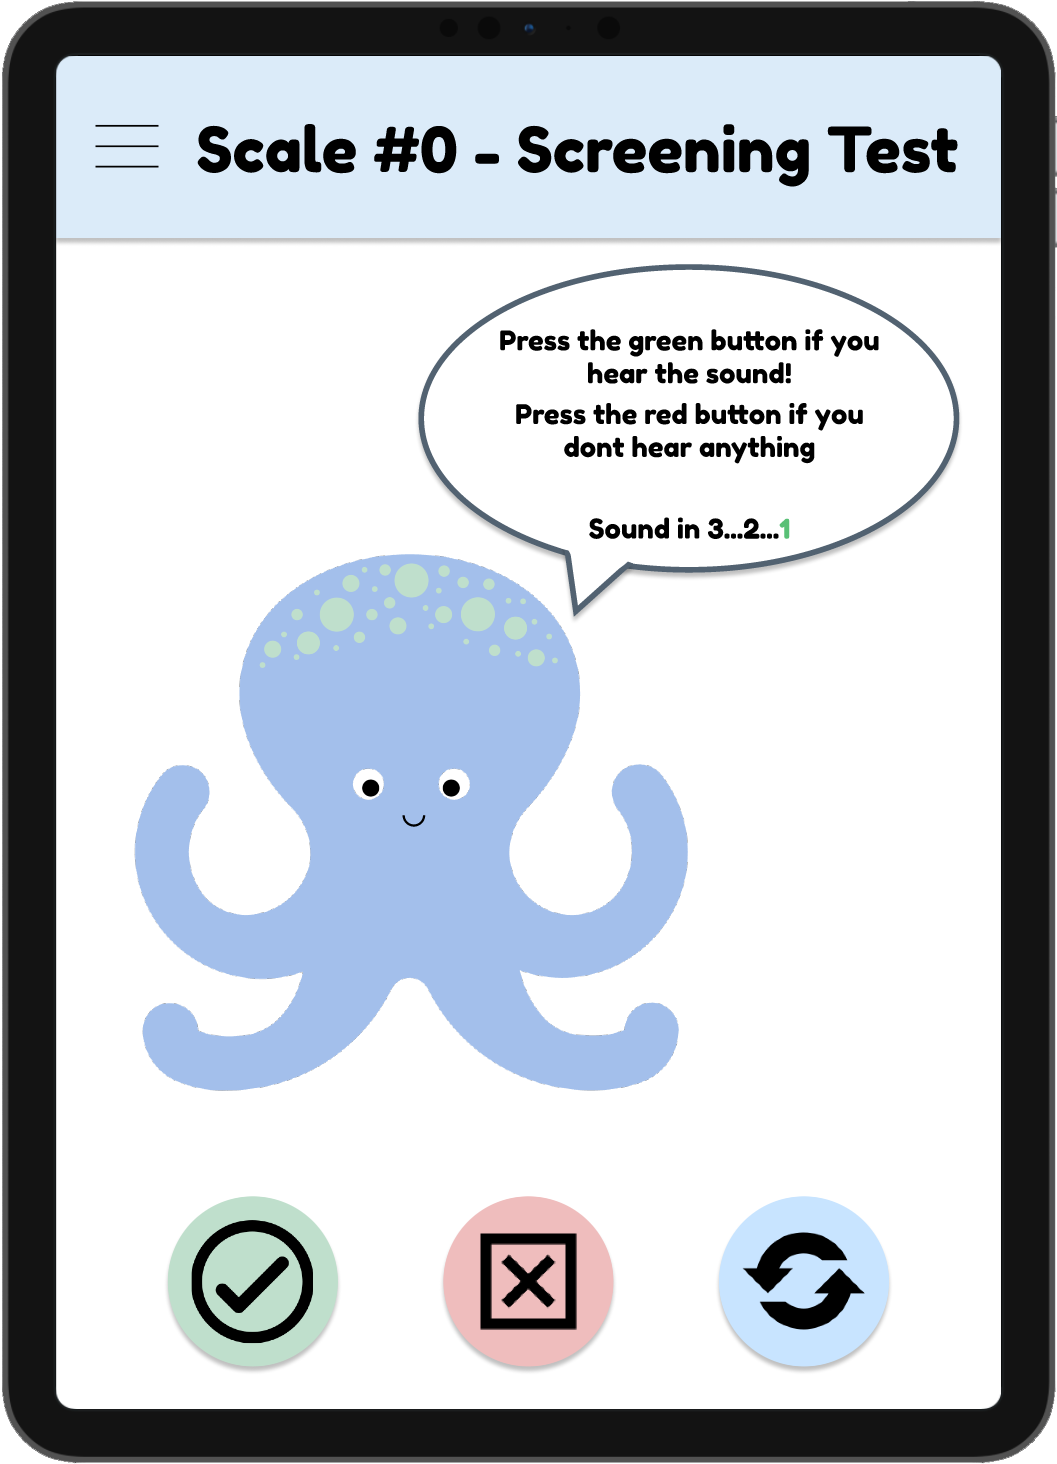 Scale #0 - Screening Test
Press the green button if you
hear the sound!
Press the red button if you
dont hear anything
Sound in 3...2...1